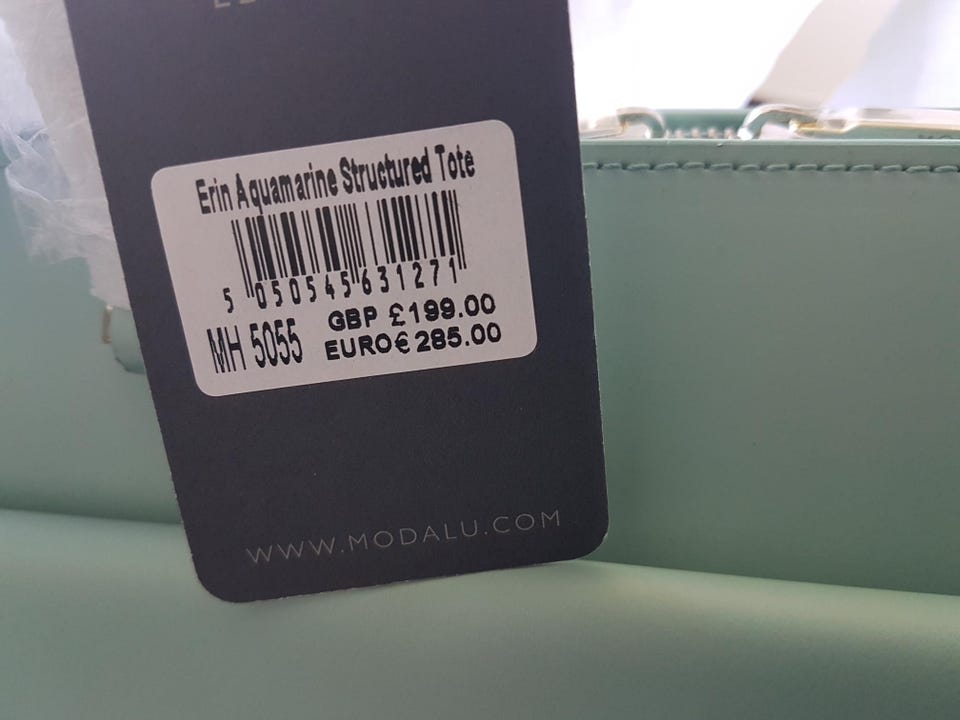 Erin Aquamarine Structured Tote
5 050545 631271
MH 5055
GBP £199.00
EURO€285.00
WWW.MODALU.COM